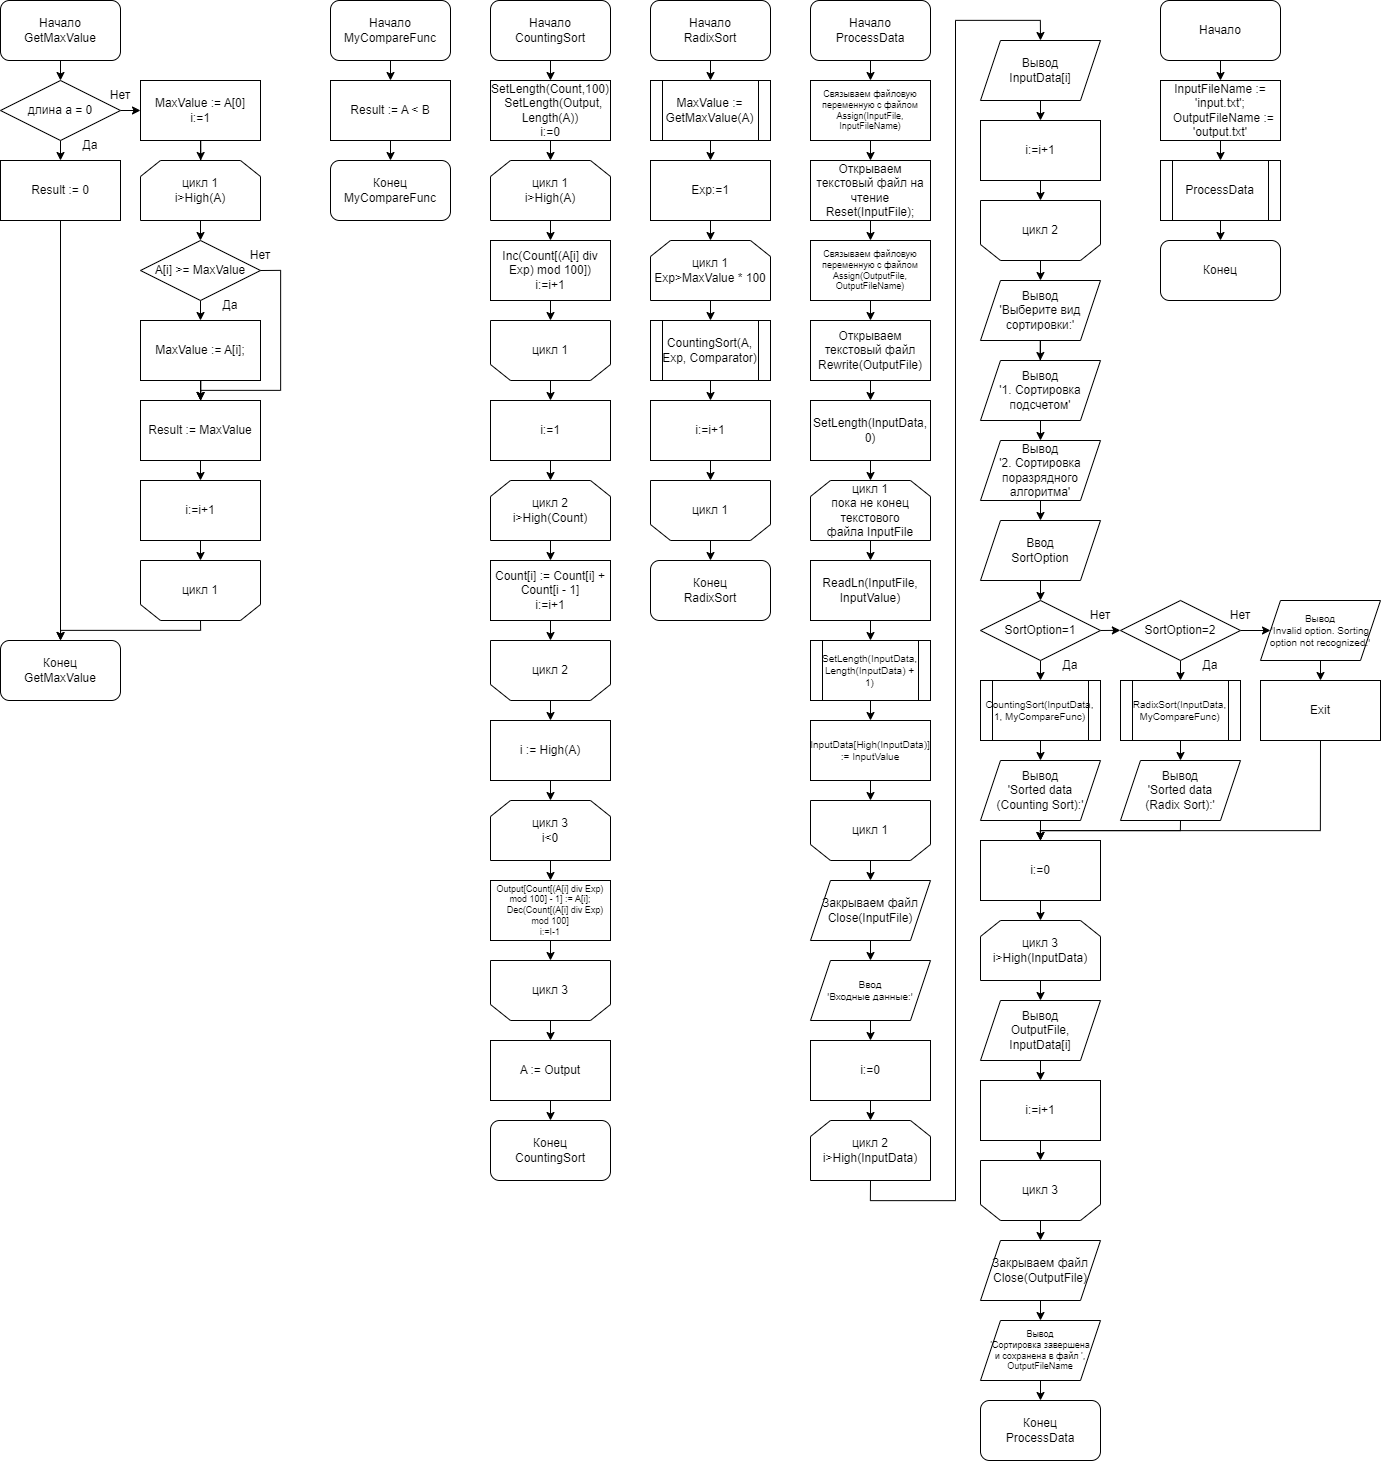 Начало
GetMaxValue
длина a = 0
Нет
Да
MaxValue := A[0]
i:=1
Result := 0
цикл 1
i>High(A)
A[i] >= MaxValue
Нет
Да
MaxValue := A[i];
Result := MaxValue
i:=i+1
цикл 1
Конец
GetMaxValue
Начало
MyCompareFunc
Result := A < B
Конец
MyCompareFunc
Начало
CountingSort
SetLength(Count,100)
SetLength(Output,
Length(A))
i:=0
цикл 1
i>High(A)
Inc(Count[(A[i] div
Exp) mod 100])
i:=i+1
цикл 1
i:=1
цикл 2
i>High(Count)
Count[i] := Count[i] +
Count[i - 1]
i:=i+1
цикл 2
i := High(A)
цикл 3
i<0
Output[Count[(A[i] div Exp)
mod 100] - 1] := A[i];
Dec(Count[(A[i] div Exp)
mod 100]
i:=I-1
цикл 3
A := Output
Конец
CountingSort
Начало
RadixSort
MaxValue :=
GetMaxValue(A)
Exp:=1
цикл 1
Exp>MaxValue * 100
CountingSort(A,
Exp, Comparator)
i:=i+1
цикл 1
Конец
RadixSort
Начало
ProcessData
Связываем файловую
переменную с файлом
Assign(InputFile,
InputFileName)
Открываем
текстовый файл на
чтение
Reset(InputFile);
Связываем файловую
переменную с файлом
Assign(OutputFile,
OutputFileName)
Открываем
текстовый файл
Rewrite(OutputFile)
SetLength(InputData,
0)
цикл 1
пока не конец
текстового
файла InputFile
ReadLn(InputFile,
InputValue)
SetLength(InputData,
Length(InputData) +
1)
InputData[High(InputData)]
:= InputValue
цикл 1
Закрываем файл
Close(InputFile)
Ввод
'Входные данные:'
i:=0
цикл 2
i>High(InputData)
Вывод
InputData[i]
i:=i+1
цикл 2
Вывод
'Выберите вид
сортировки:'
Вывод
'1. Сортировка
подсчетом'
Вывод
'2. Сортировка
поразрядного
алгоритма'
Ввод
SortOption
SortOption=1
Нет
Да
SortOption=2
Нет
Да
Вывод
'Invalid option. Sorting
option not recognized.'
CountingSort(InputData,
1, MyCompareFunc)
RadixSort(InputData,
MyCompareFunc)
Exit
Вывод
'Sorted data
(Counting Sort):'
Вывод
'Sorted data
(Radix Sort):'
i:=0
цикл 3
i>High(InputData)
Вывод
OutputFile,
InputData[i]
i:=i+1
цикл 3
Закрываем файл
Close(OutputFile)
Вывод
'Сортировка завершена
и сохранена в файл ',
OutputFileName
Конец
ProcessData
Начало
InputFileName :=
'input.txt';
OutputFileName :=
'output.txt'
ProcessData
Конец